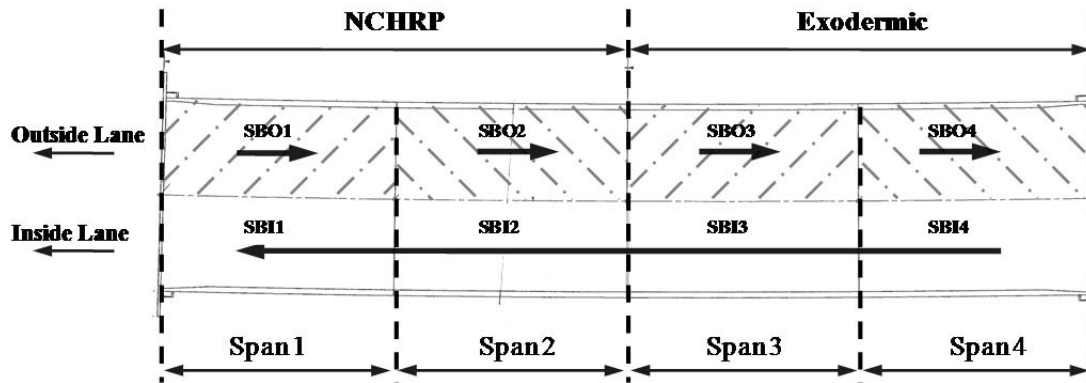 NCHRP Exodermic
Outside Lane SBO1 SBO2 SBO3 SBO4
Inside Lane SBI1 SBI2 SBI3 SBI4
Span1 Span2 Span3 Span4